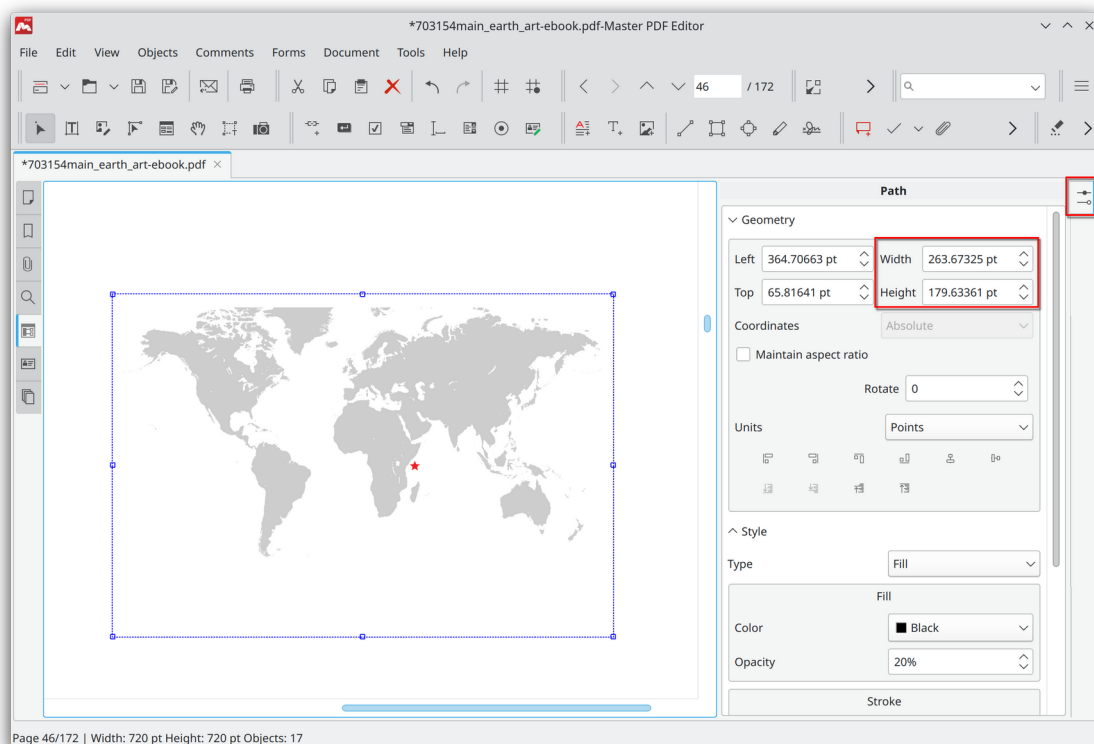 *703154main_earth_art-ebook.pdf-Master PDF Editor
File Edit View Objects Comments Forms Document Tools Help
46 / 172
*703154main_earth_art-ebook.pdf
Path
Geometry
Left 364.70663 pt Width 263.67325 pt
Top 65.81641 pt Height 179.63361 pt
Coordinates Absolute
Maintain aspect ratio
Rotate 0
Units Points
Style
Type Fill
Fill
Color Black
Opacity 20%
Stroke
Page 46/172 | Width: 720 pt Height: 720 pt Objects: 17